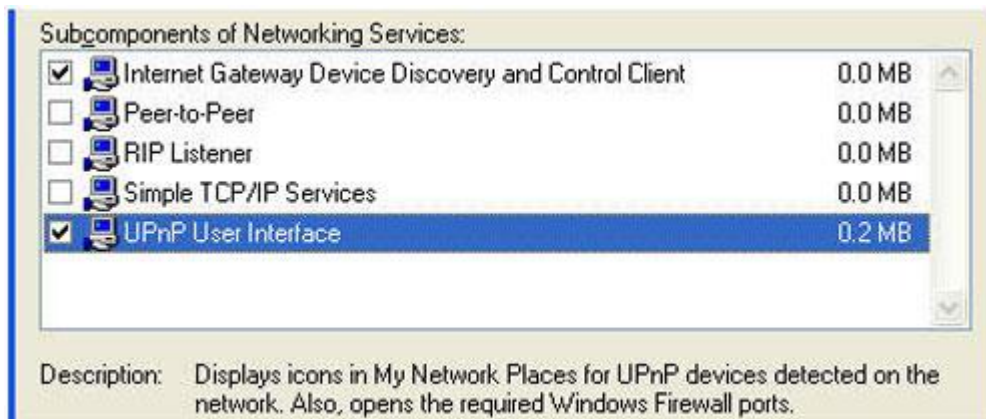 Subcomponents of Networking Services:
Internet Gateway Device Discovery and Control Client 0.0 MB
Peer-to-Peer 0.0 MB
RIP Listener 0.0 MB
Simple TCP/IP Services 0.0 MB
UPnP User Interface 0.2 MB
Description: Displays icons in My Network Places for UPnP devices detected on the
network. Also, opens the required Windows Firewall ports.